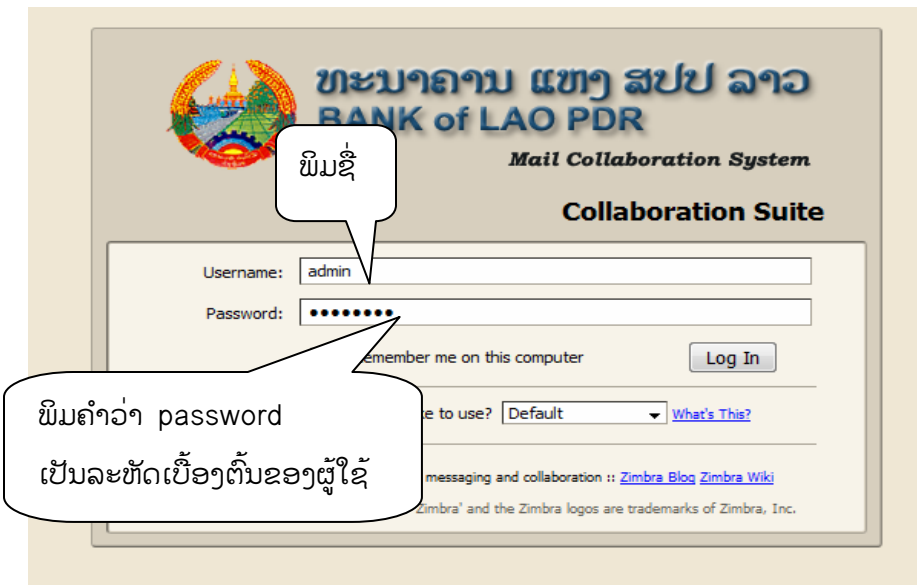 ທະນາຄານ ແຫ່ງ ສປປ ລາວ
BANK of LAO PDR
Mail Collaboration System
Collaboration Suite
ພິມຊື່
Username: admin
Password: ••••••••
emember me on this computer Log In
e to use? Default What's This?
ພິມຄຳວ່າ password
ເປັນລະຫັດເບື້ອງຕົ້ນຂອງຜູ້ໃຊ້
messaging and collaboration :: Zimbra Blog Zimbra Wiki
Zimbra' and the Zimbra logos are trademarks of Zimbra, Inc.